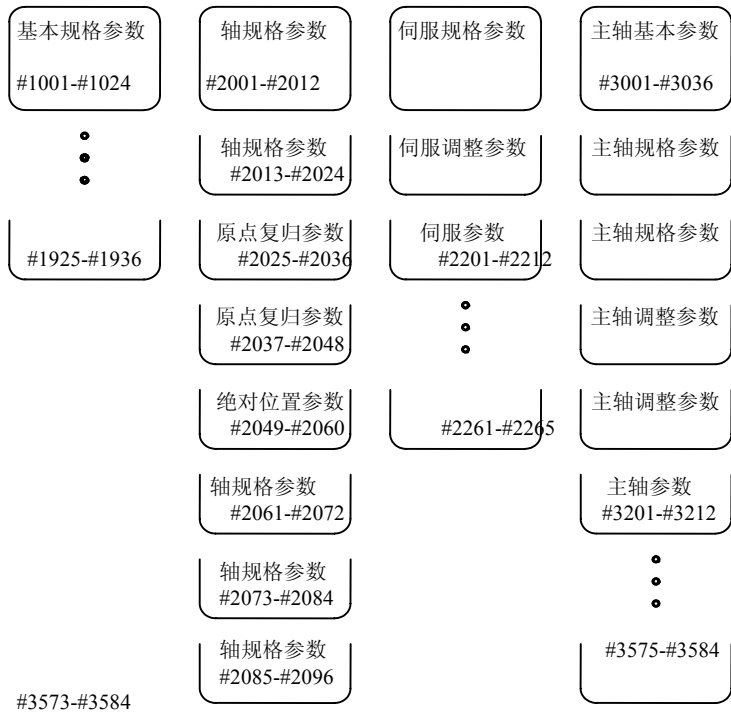 基本规格参数
#1001-#1024
#1925-#1936
轴规格参数
#2001-#2012
轴规格参数
#2013-#2024
原点复归参数
#2025-#2036
原点复归参数
#2037-#2048
绝对位置参数
#2049-#2060
轴规格参数
#2061-#2072
轴规格参数
#2073-#2084
轴规格参数
#2085-#2096
伺服规格参数
伺服调整参数
伺服参数
#2201-#2212
#2261-#2265
主轴基本参数
#3001-#3036
主轴规格参数
主轴规格参数
主轴调整参数
主轴调整参数
主轴参数
#3201-#3212
#3575-#3584
#3573-#3584